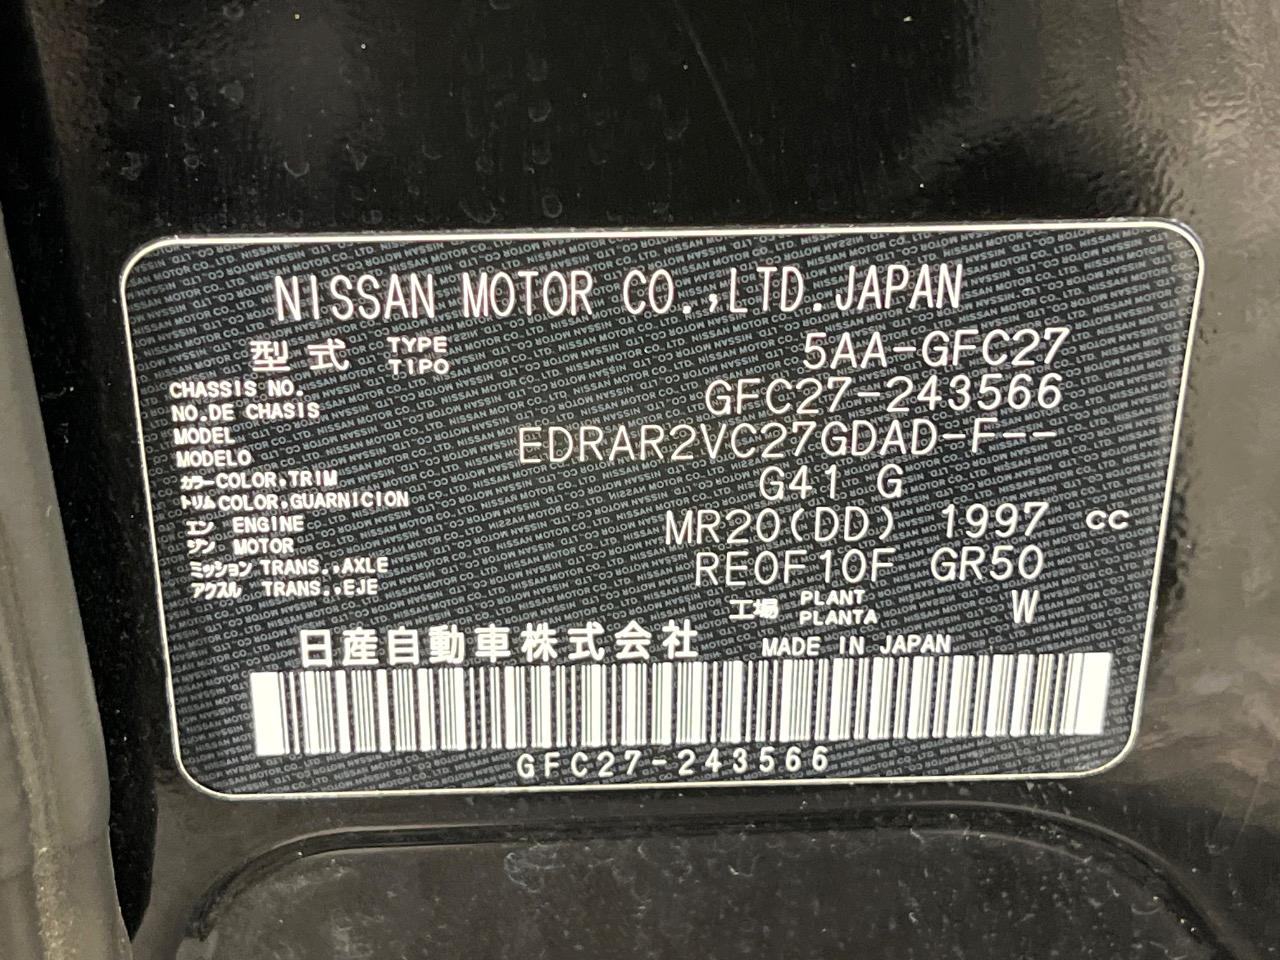 NISSAN MOTOR CO.,LTD.JAPAN
型式 TYPE TIPO 5AA-GFC27
CHASSIS NO.
NO.DE CHASIS GFC27-243566
MODEL
MODELO EDRAR2VC27GDAD-F--
カラー COLOR,TRIM
トリム COLOR,GUARNICION G41 G
エン ENGINE
ジン MOTOR MR20(DD) 1997 cc
ミッション TRANS.,AXLE
アクスル TRANS.,EJE RE0F10F GR50
工場 PLANT PLANTA W
日産自動車株式会社 MADE IN JAPAN
GFC27-243566